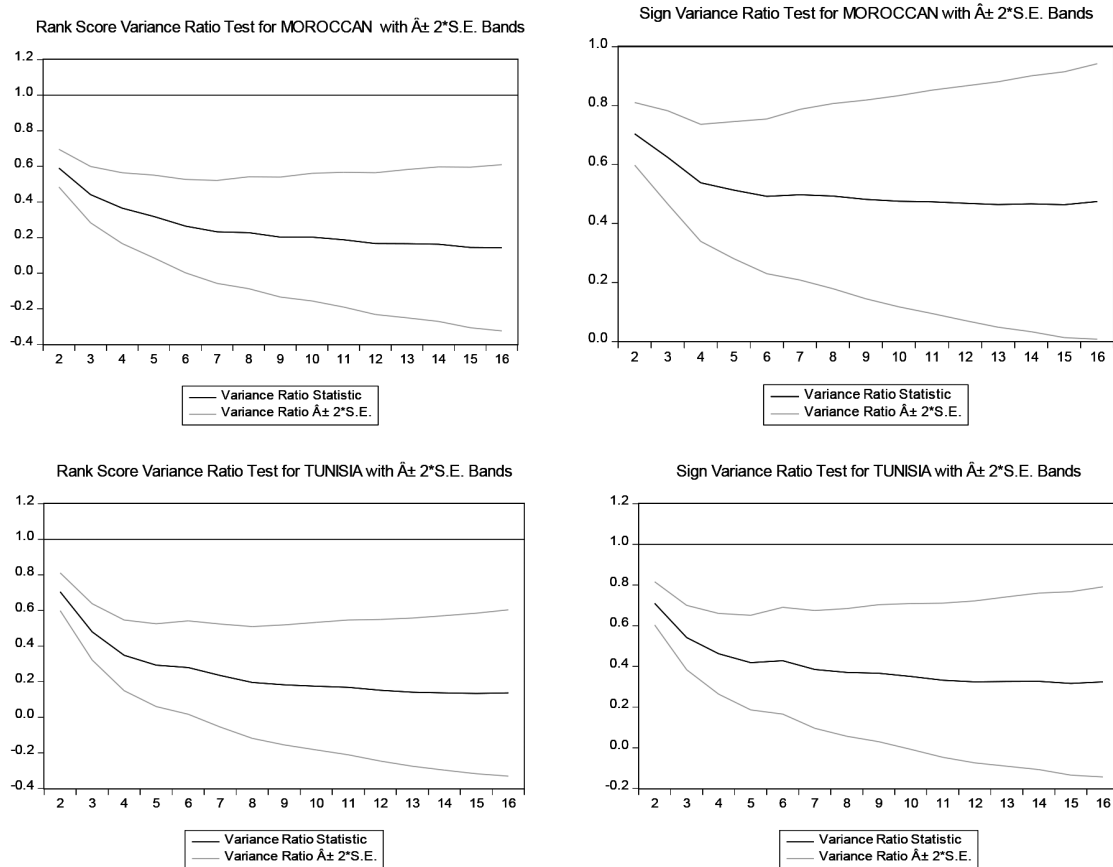 Rank Score Variance Ratio Test for MOROCCAN with Â± 2*S.E. Bands
1.2
1.0
0.8
0.6
0.4
0.2
0.0
-0.2
-0.4
2 3 4 5 6 7 8 9 10 11 12 13 14 15 16
Variance Ratio Statistic
Variance Ratio Â± 2*S.E.
Sign Variance Ratio Test for MOROCCAN with Â± 2*S.E. Bands
1.0
0.8
0.6
0.4
0.2
0.0
2 3 4 5 6 7 8 9 10 11 12 13 14 15 16
Variance Ratio Statistic
Variance Ratio Â± 2*S.E.
Rank Score Variance Ratio Test for TUNISIA with Â± 2*S.E. Bands
1.2
1.0
0.8
0.6
0.4
0.2
0.0
-0.2
-0.4
2 3 4 5 6 7 8 9 10 11 12 13 14 15 16
Variance Ratio Statistic
Variance Ratio Â± 2*S.E.
Sign Variance Ratio Test for TUNISIA with Â± 2*S.E. Bands
1.2
1.0
0.8
0.6
0.4
0.2
0.0
-0.2
2 3 4 5 6 7 8 9 10 11 12 13 14 15 16
Variance Ratio Statistic
Variance Ratio Â± 2*S.E.